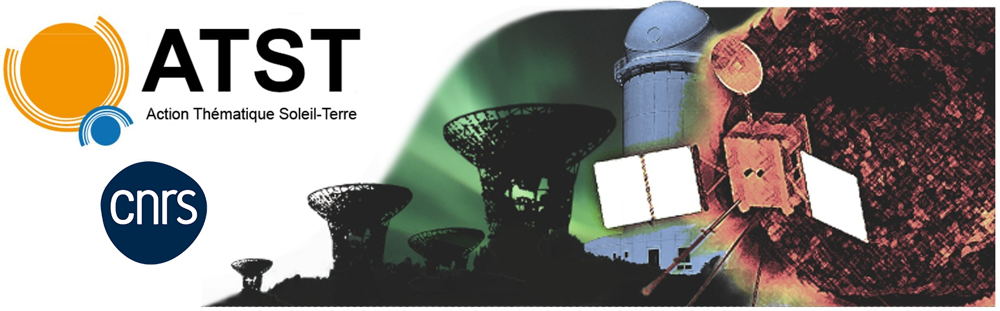 ATST
Action Thématique Soleil-Terre
cnrs